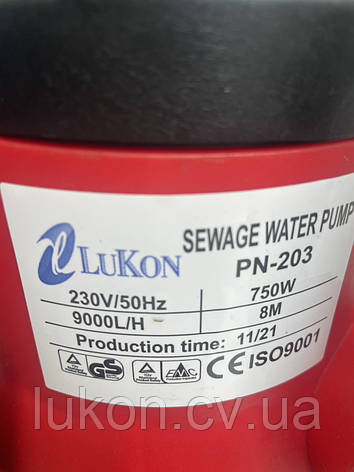 LUKON
SEWAGE WATER PUMP
PN-203
230V/50Hz 750W
9000L/H 8M
Production time: 11/21
GS EMC CE ISO9001
lukon.cv.ua